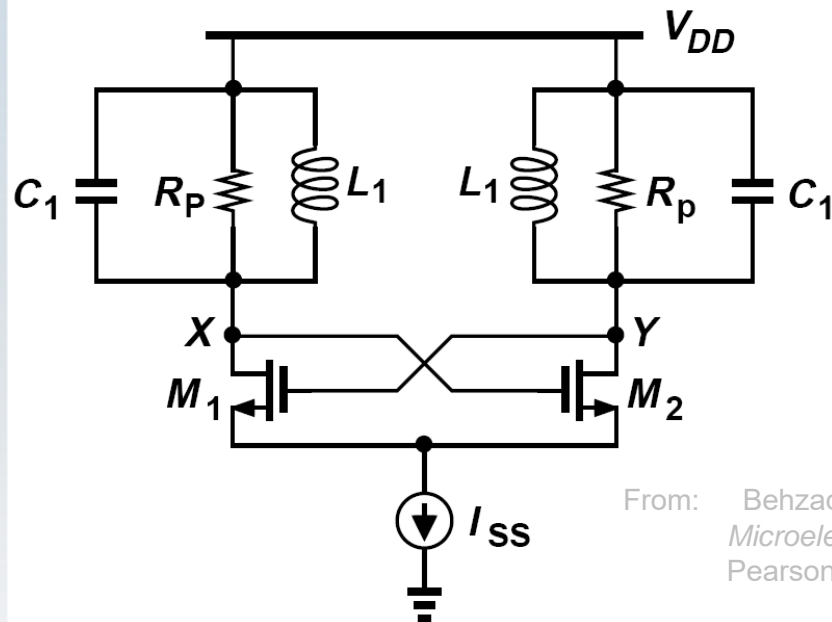 V_DD
C_1 R_P L_1 L_1 R_p C_1
X Y
M_1 M_2
I_SS
From: Behzad
Microele
Pearson